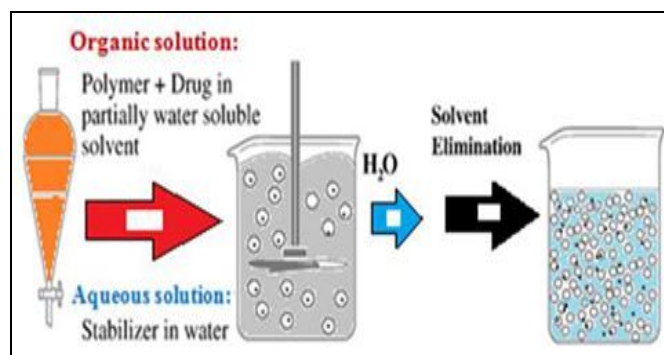 Organic solution:
Polymer + Drug in
partially water soluble
solvent
Aqueous solution:
Stabilizer in water
H₂O
Solvent
Elimination